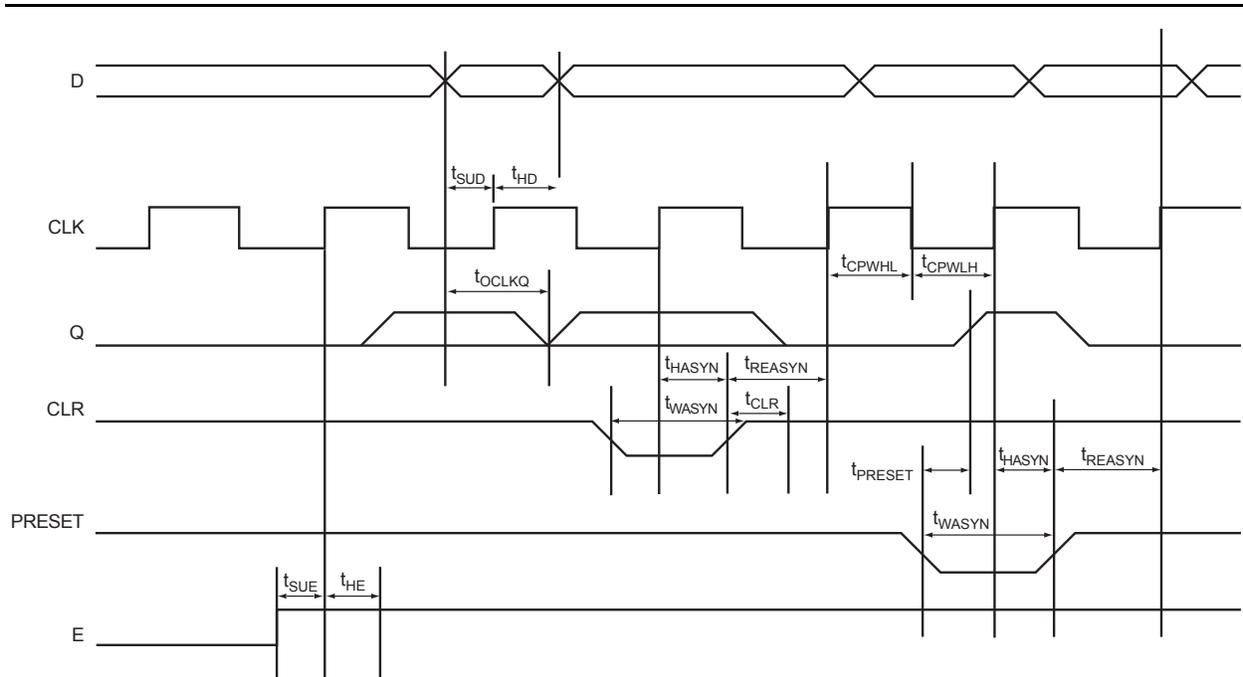 D
tSUD tHD
CLK
tCPWHL tCPWLH
tOCLKQ
Q
tHASYN tREASYN
CLR
tWASYN tCLR
tPRESET tHASYN tREASYN
PRESET
tWASYN
tSUE tHE
E